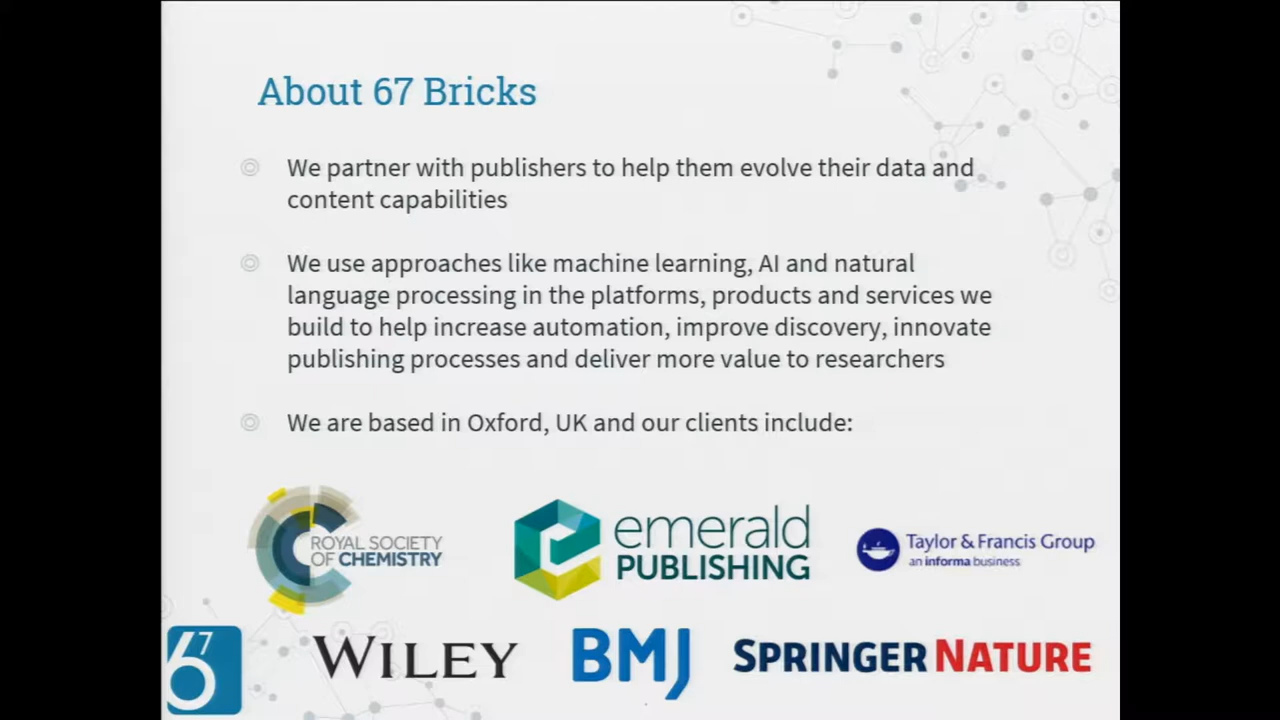 About 67 Bricks
We partner with publishers to help them evolve their data and
content capabilities
We use approaches like machine learning, AI and natural
language processing in the platforms, products and services we
build to help increase automation, improve discovery, innovate
publishing processes and deliver more value to researchers
We are based in Oxford, UK and our clients include:
ROYAL SOCIETY
OF CHEMISTRY
emerald
PUBLISHING
Taylor & Francis Group
an informa business
67
WILEY
BMJ
SPRINGER NATURE